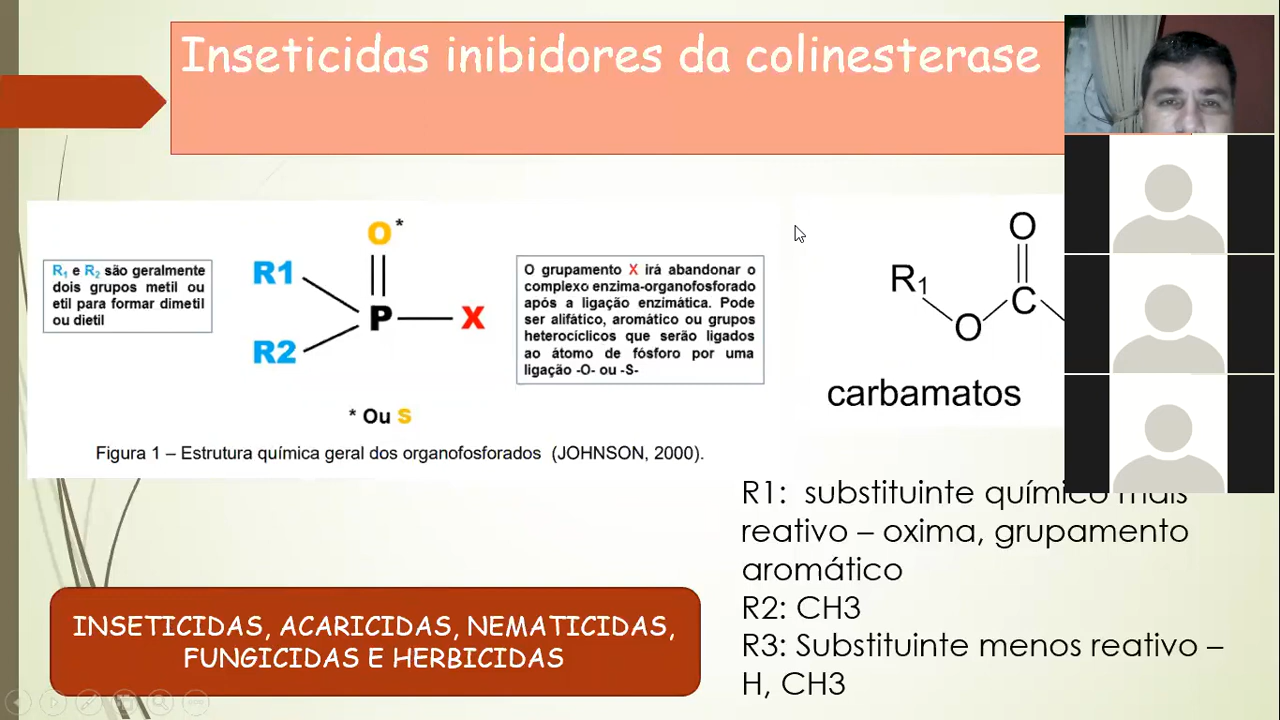 Inseticidas inibidores da colinesterase
R1 e R2 são geralmente
dois grupos metil ou
etil para formar dimetil
ou dietil
O *
R1
P
X
R2
* Ou S
O grupamento X irá abandonar o
complexo enzima-organofosforado
após a ligação enzimática. Pode
ser alifático, aromático ou grupos
heterocíclicos que serão ligados
ao átomo de fósforo por uma
ligação -O- ou -S-
Figura 1 – Estrutura química geral dos organofosforados (JOHNSON, 2000).
O
R1
C
O
carbamatos
R1: substituinte químico mais
reativo – oxima, grupamento
aromático
R2: CH3
R3: Substituinte menos reativo –
H, CH3
INSETICIDAS, ACARICIDAS, NEMATICIDAS,
FUNGICIDAS E HERBICIDAS